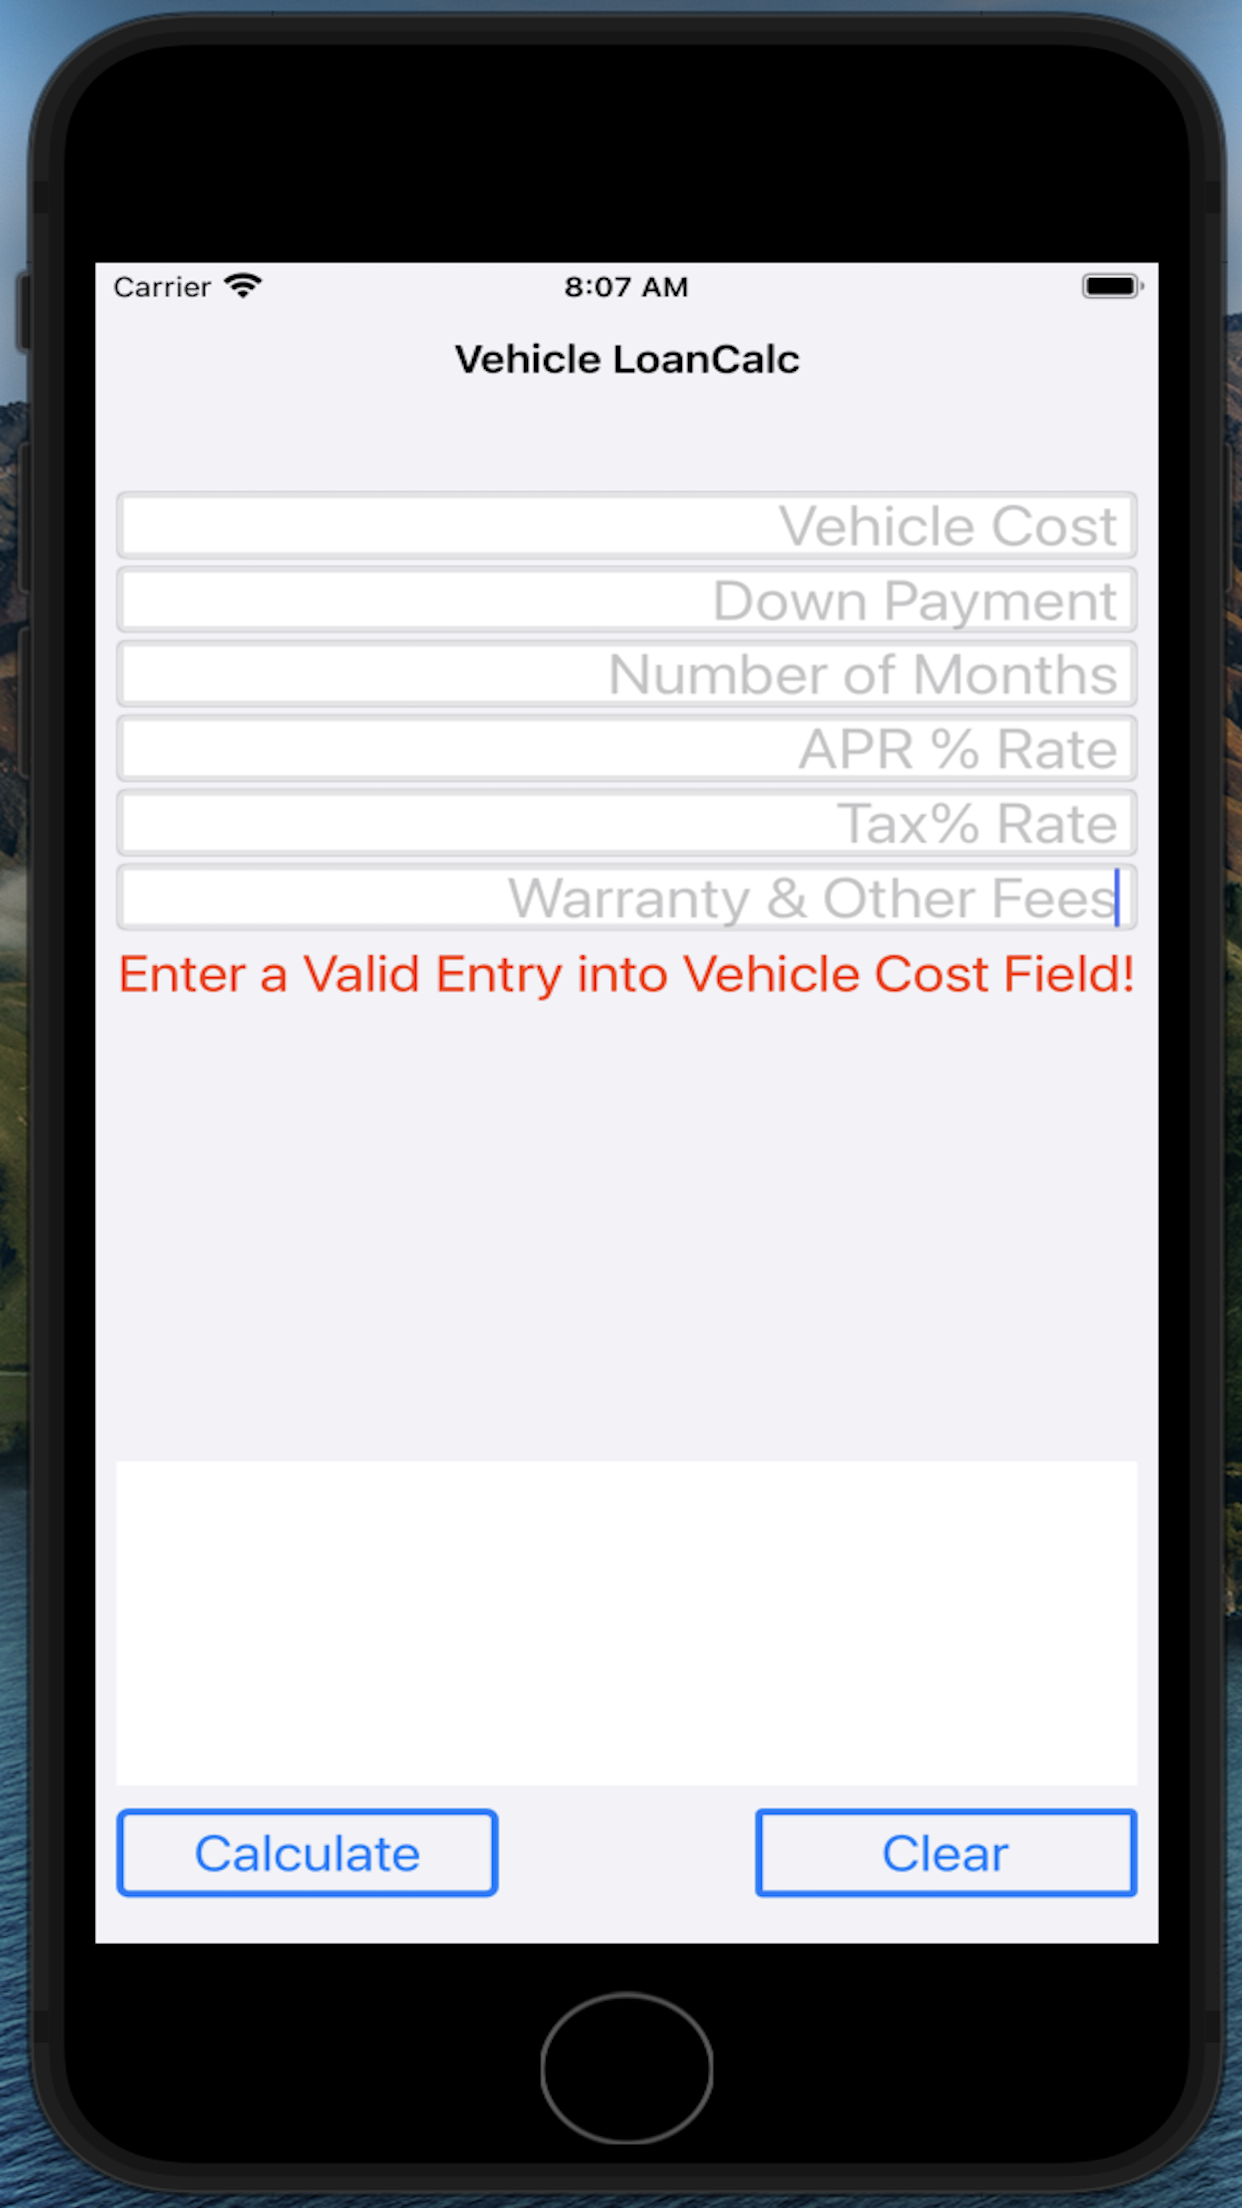 Carrier
8:07 AM
Vehicle LoanCalc
Vehicle Cost
Down Payment
Number of Months
APR % Rate
Tax% Rate
Warranty & Other Fees
Enter a Valid Entry into Vehicle Cost Field!
Calculate
Clear